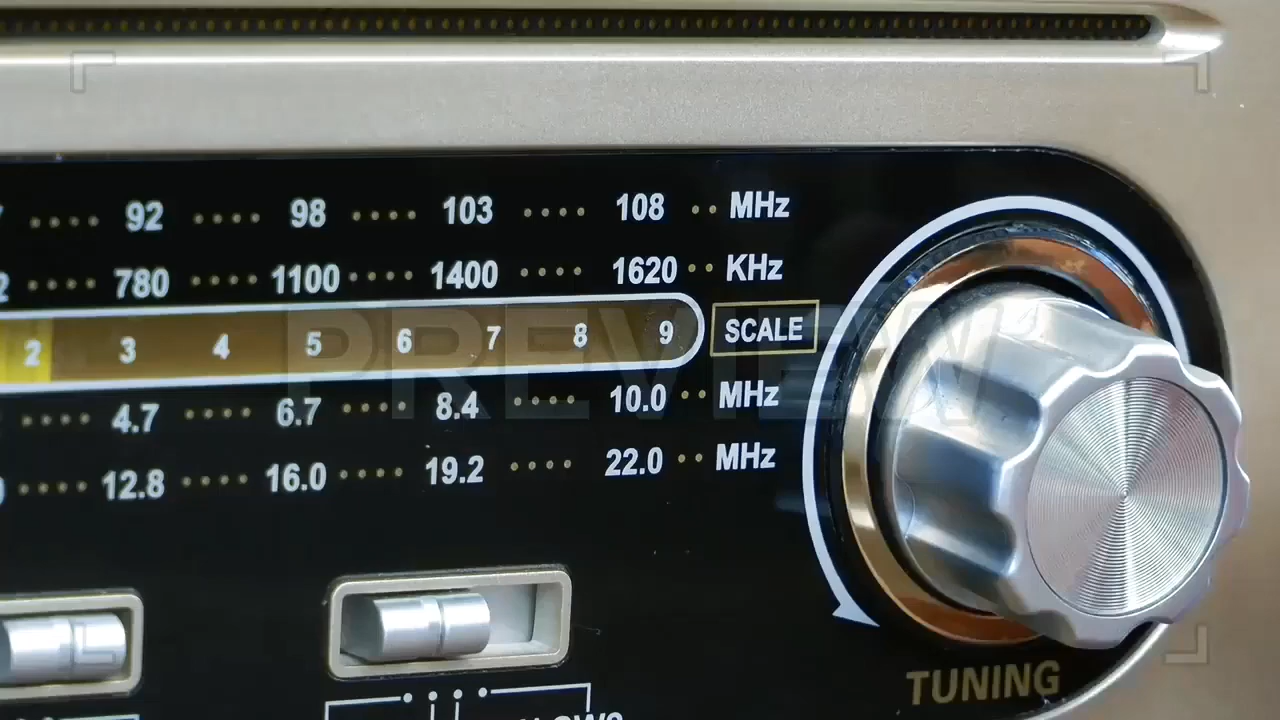 92 98 103 108 MHz
780 1100 1400 1620 KHz
2 3 4 5 6 7 8 9 SCALE
4.7 6.7 8.4 10.0 MHz
12.8 16.0 19.2 22.0 MHz
PREVIEW
TUNING